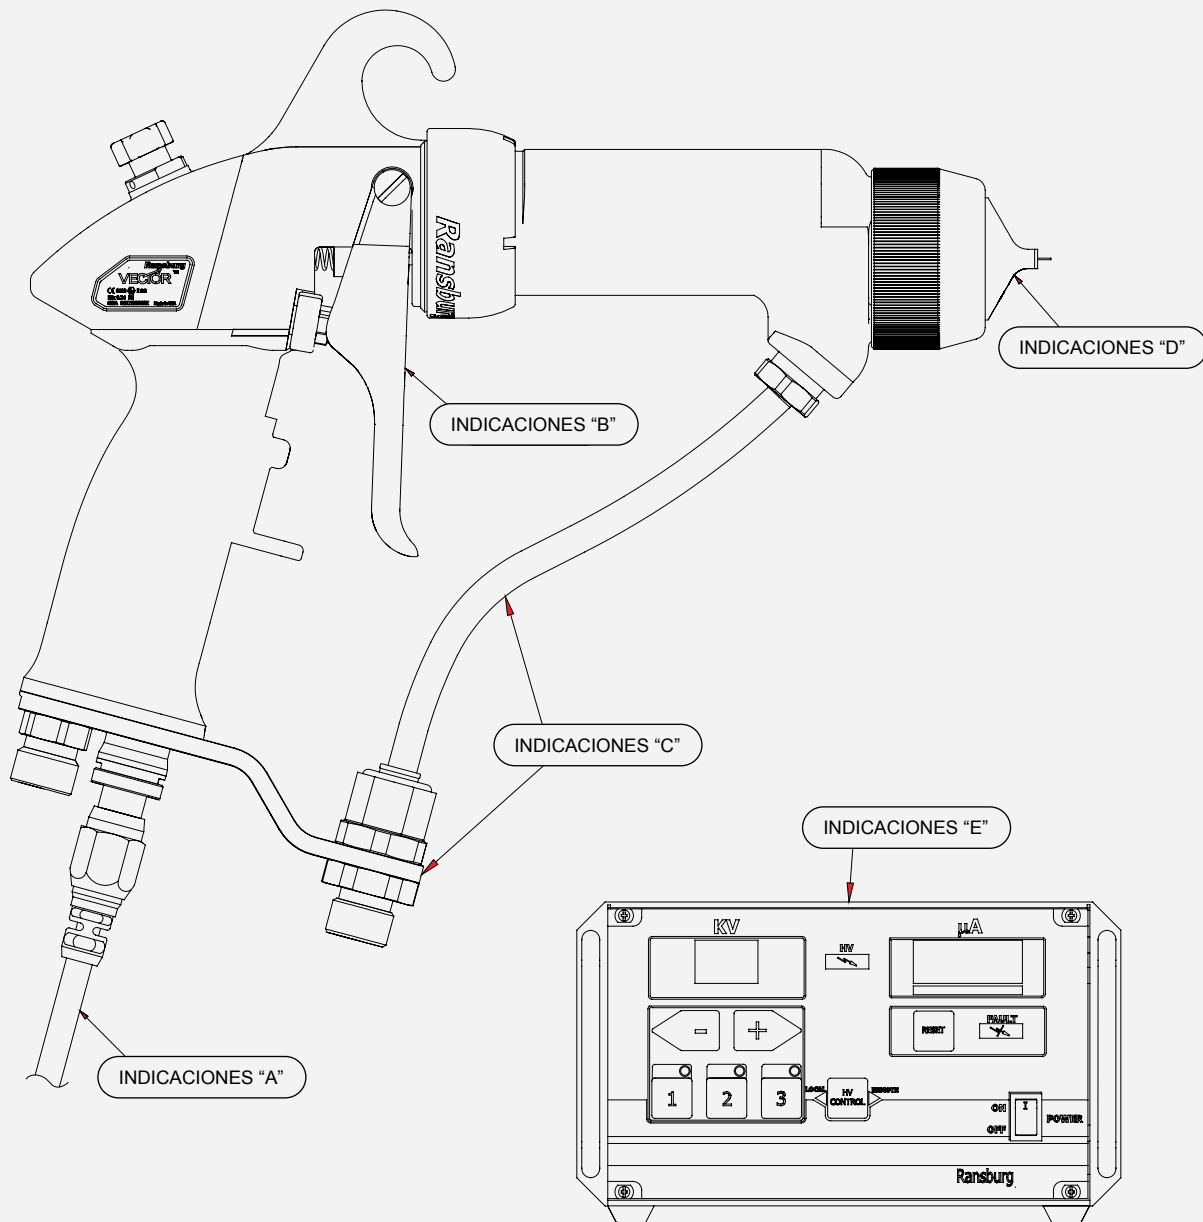 Ransburg
Ransburg
VECTOR™
INDICACIONES “D”
INDICACIONES “B”
INDICACIONES “C”
INDICACIONES “E”
INDICACIONES “A”
KV
HV
µA
RESET
FAULT
- +
1 2 3
LOCAL
HV
CONTROL
REMOTE
ON
OFF
I
POWER
Ransburg